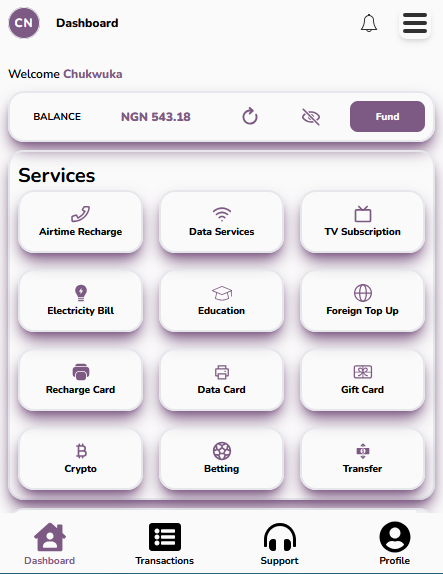 CN Dashboard
Welcome Chukwuka
BALANCE NGN 543.18 Fund
Services
Airtime Recharge Data Services TV Subscription
Electricity Bill Education Foreign Top Up
Recharge Card Data Card Gift Card
Crypto Betting Transfer
Dashboard Transactions Support Profile